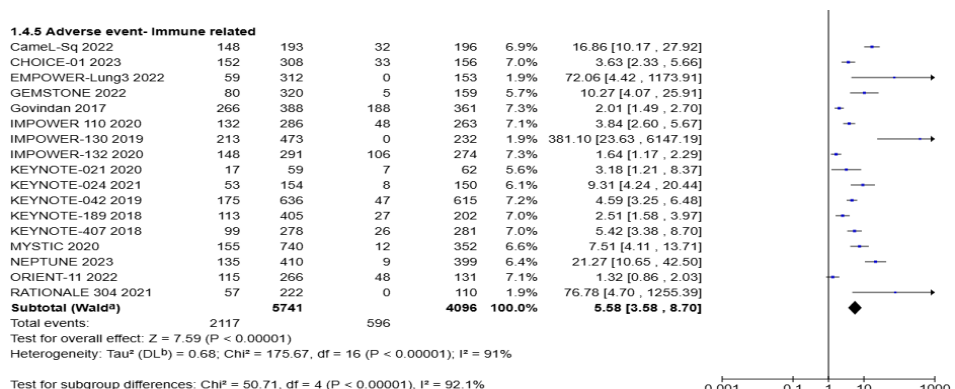 1.4.5 Adverse event- Immune related
CameL-Sq 2022 148 193 32 196 6.9% 16.86 [10.17 , 27.92]
CHOICE-01 2023 152 308 33 156 7.0% 3.63 [2.33 , 5.66]
EMPOWER-Lung3 2022 59 312 0 153 1.9% 72.06 [4.42 , 1173.91]
GEMSTONE 2022 80 320 5 159 5.7% 10.27 [4.07 , 25.91]
Govindan 2017 266 388 188 361 7.3% 2.01 [1.49 , 2.70]
IMPOWER 110 2020 132 286 48 263 7.1% 3.84 [2.60 , 5.67]
IMPOWER-130 2019 213 473 0 232 1.9% 381.10 [23.63 , 6147.19]
IMPOWER-132 2020 148 291 106 274 7.2% 1.64 [1.17 , 2.29]
KEYNOTE-021 2020 17 59 7 62 5.6% 3.18 [1.21 , 8.37]
KEYNOTE-024 2021 53 154 8 150 6.1% 9.31 [4.24 , 20.44]
KEYNOTE-042 2019 175 636 47 615 7.2% 4.59 [3.25 , 6.48]
KEYNOTE-189 2018 113 405 27 202 7.0% 2.51 [1.58 , 3.97]
KEYNOTE-407 2018 99 278 26 281 7.0% 5.42 [3.38 , 8.70]
MYSTIC 2020 155 740 12 352 6.6% 7.51 [4.11 , 13.71]
NEPTUNE 2023 135 410 9 399 6.4% 21.27 [10.65 , 42.50]
ORIENT-11 2022 115 266 48 131 7.1% 1.32 [0.86 , 2.03]
RATIONALE 304 2021 57 222 0 110 1.9% 76.78 [4.70 , 1255.39]
Subtotal (Waldᵃ) 5741 4096 100.0% 5.58 [3.58 , 8.70]
Total events: 2117 596
Test for overall effect: Z = 7.59 (P < 0.00001)
Heterogeneity: Tau² (DLᵇ) = 0.68; Chi² = 175.67, df = 16 (P < 0.00001); I² = 91%
Test for subgroup differences: Chi² = 50.71, df = 4 (P < 0.00001), I² = 92.1%
0.001 0.1 1 10 1000